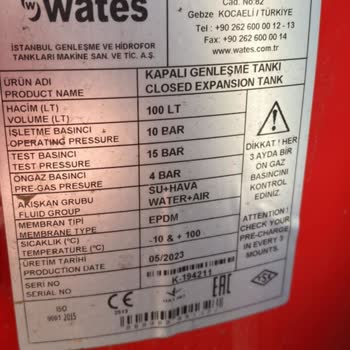 wates
Cad. No:82
Gebze KOCAELİ / TÜRKİYE
Tel : +90 262 600 00 12 - 13
Fax: +90 262 600 00 14
www.wates.com.tr
İSTANBUL GENLEŞME VE HİDROFOR
TANKLARI MAKİNA SAN. VE TİC. A.Ş.
ÜRÜN ADI
PRODUCT NAME
KAPALI GENLEŞME TANKI
CLOSED EXPANSION TANK
HACİM (LT)
VOLUME (LT)
100 LT
İŞLETME BASINCI
OPERATING PRESSURE
10 BAR
TEST BASINCI
TEST PRESSURE
15 BAR
ÖNGAZ BASINCI
PRE-GAS PRESURE
4 BAR
AKIŞKAN GRUBU
FLUID GROUP
SU+HAVA
WATER+AIR
MEMBRAN TİPİ
MEMBRANE TYPE
EPDM
SICAKLIK (°C)
TEMPERATURE (°C)
-10 & + 100
ÜRETİM TARİHİ
PRODUCTION DATE
05/2023
SERİ NO
SERIAL NO
K-194211
DİKKAT ! HER
3 AYDA BİR
ÖN GAZ
BASINCINI
KONTROL
EDİNİZ
ATTENTION !
CHECK YOUR
PRE-CHARGE
IN EVERY 3
MOUNTS.
ISO
9001 2015
CE
EAC
TSE